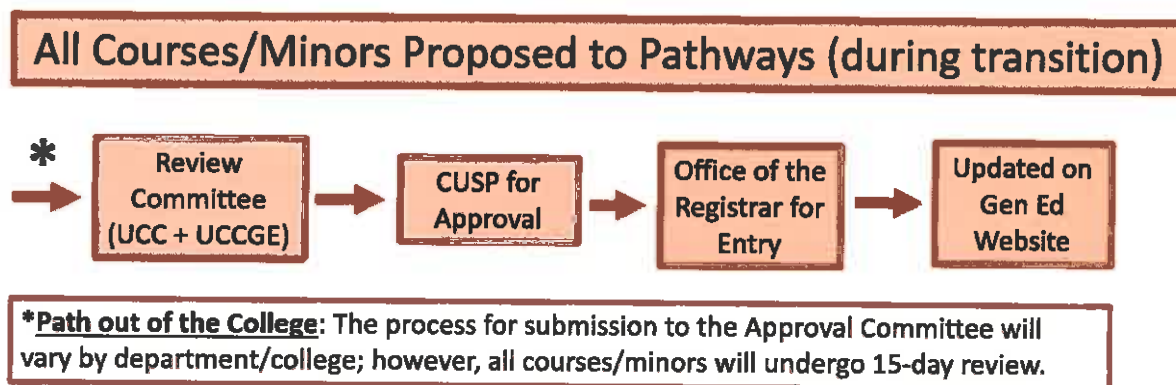 All Courses/Minors Proposed to Pathways (during transition)
*
Review
Committee
(UCC + UCCGE)
CUSP for
Approval
Office of the
Registrar for
Entry
Updated on
Gen Ed
Website
*Path out of the College: The process for submission to the Approval Committee will
vary by department/college; however, all courses/minors will undergo 15-day review.